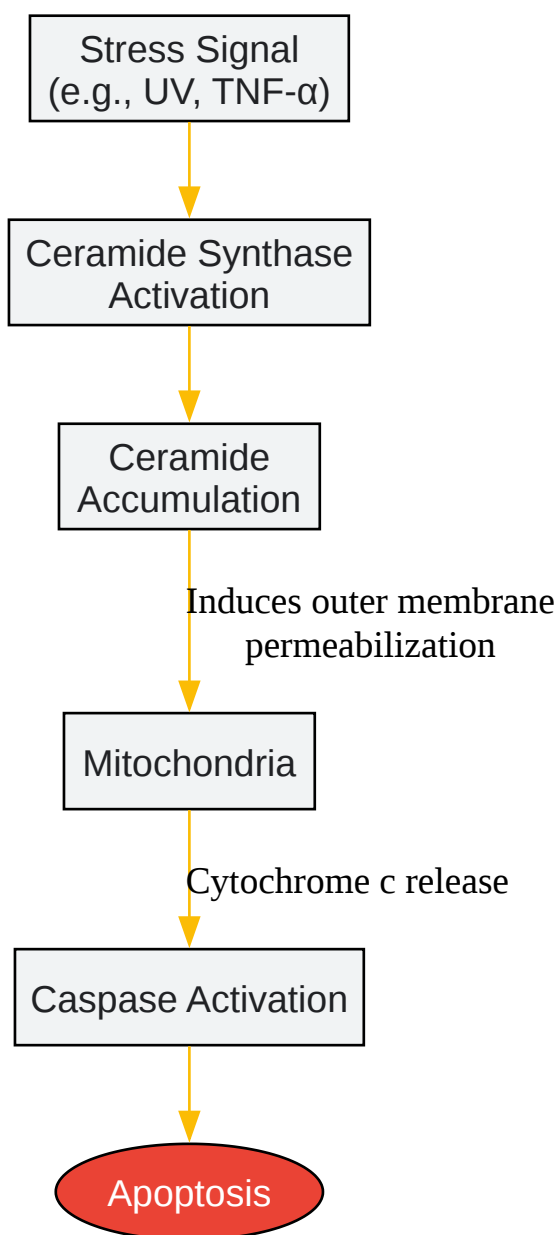 Stress Signal
(e.g., UV, TNF-α)
Ceramide Synthase
Activation
Ceramide
Accumulation
Induces outer membrane
permeabilization
Mitochondria
Cytochrome c release
Caspase Activation
Apoptosis